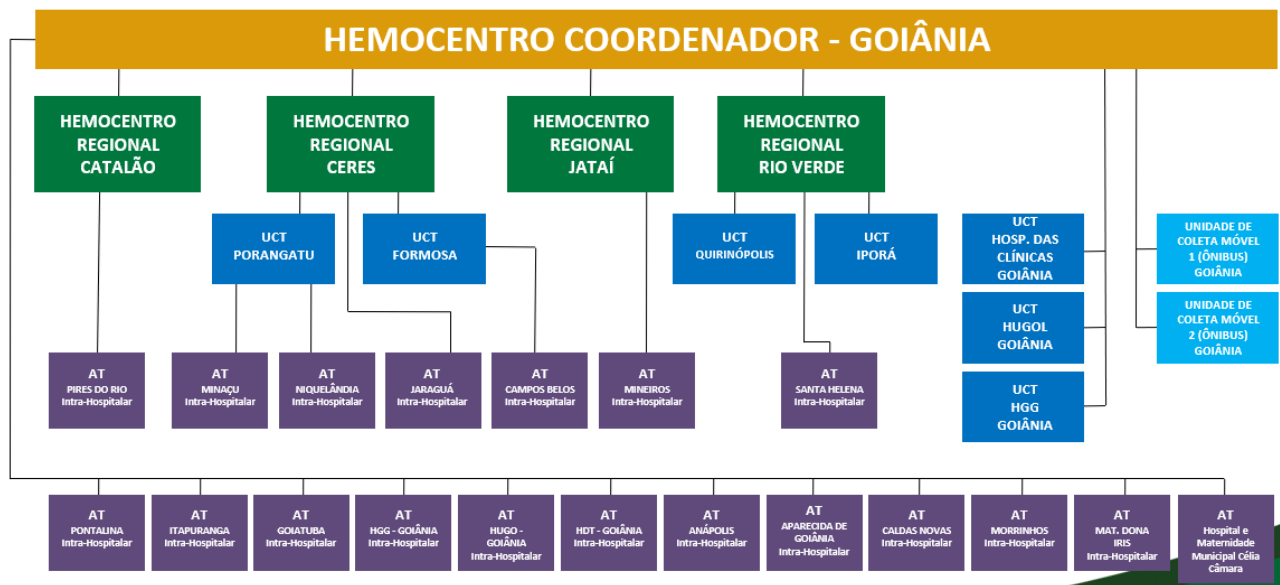 HEMOCENTRO COORDENADOR - GOIÂNIA
HEMOCENTRO
REGIONAL
CATALÃO
HEMOCENTRO
REGIONAL
CERES
HEMOCENTRO
REGIONAL
JATAÍ
HEMOCENTRO
REGIONAL
RIO VERDE
UCT
PORANGATU
UCT
FORMOSA
UCT
QUIRINÓPOLIS
UCT
IPORÁ
UCT
HOSP. DAS
CLÍNICAS
GOIÂNIA
UNIDADE DE
COLETA MÓVEL
1 (ÔNIBUS)
GOIÂNIA
UCT
HUGOL
GOIÂNIA
UNIDADE DE
COLETA MÓVEL
2 (ÔNIBUS)
GOIÂNIA
UCT
HGG
GOIÂNIA
AT
PIRES DO RIO
Intra-Hospitalar
AT
MINAÇU
Intra-Hospitalar
AT
NIQUELÂNDIA
Intra-Hospitalar
AT
JARAGUÁ
Intra-Hospitalar
AT
CAMPOS BELOS
Intra-Hospitalar
AT
MINEIROS
Intra-Hospitalar
AT
SANTA HELENA
Intra-Hospitalar
AT
PONTALINA
Intra-Hospitalar
AT
ITAPURANGA
Intra-Hospitalar
AT
GOIATUBA
Intra-Hospitalar
AT
HGG - GOIÂNIA
Intra-Hospitalar
AT
HUGO -
GOIÂNIA
Intra-Hospitalar
AT
HDT - GOIÂNIA
Intra-Hospitalar
AT
ANÁPOLIS
Intra-Hospitalar
AT
APARECIDA DE
GOIÂNIA
Intra-Hospitalar
AT
CALDAS NOVAS
Intra-Hospitalar
AT
MORRINHOS
Intra-Hospitalar
AT
MAT. DONA
IRIS
Intra-Hospitalar
AT
Hospital e
Maternidade
Municipal Célia
Câmara